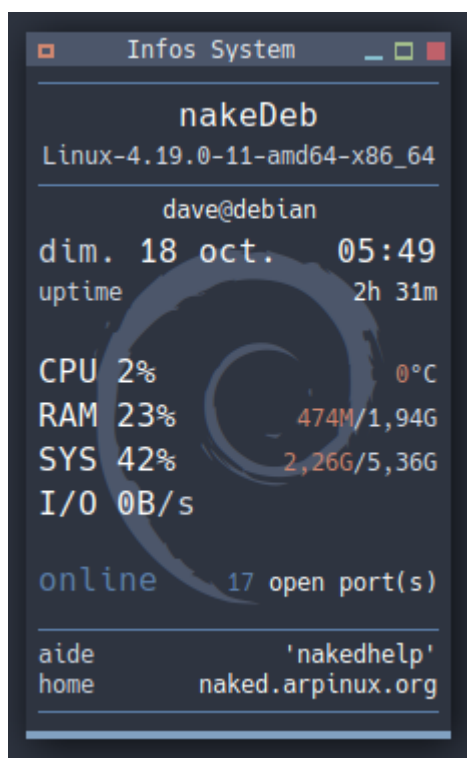 Infos System
nakeDeb
Linux-4.19.0-11-amd64-x86_64
dave@debian
dim. 18 oct. 05:49
uptime 2h 31m
CPU 2% 0°C
RAM 23% 474M/1,94G
SYS 42% 2,26G/5,36G
I/O 0B/s
online 17 open port(s)
aide 'nakedhelp'
home naked.arpinux.org